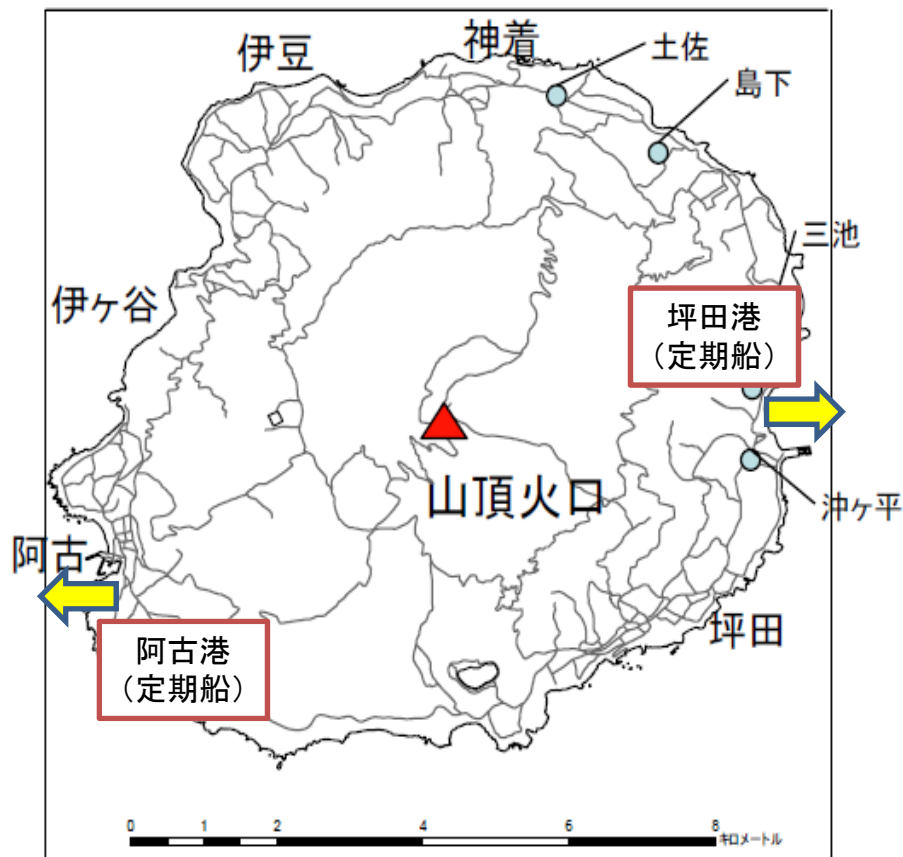 神着
伊豆
土佐
島下
三池
伊ヶ谷
坪田港
（定期船）
山頂火口
沖ヶ平
阿古
坪田
阿古港
（定期船）
0 1 2 4 6 8
キロメートル